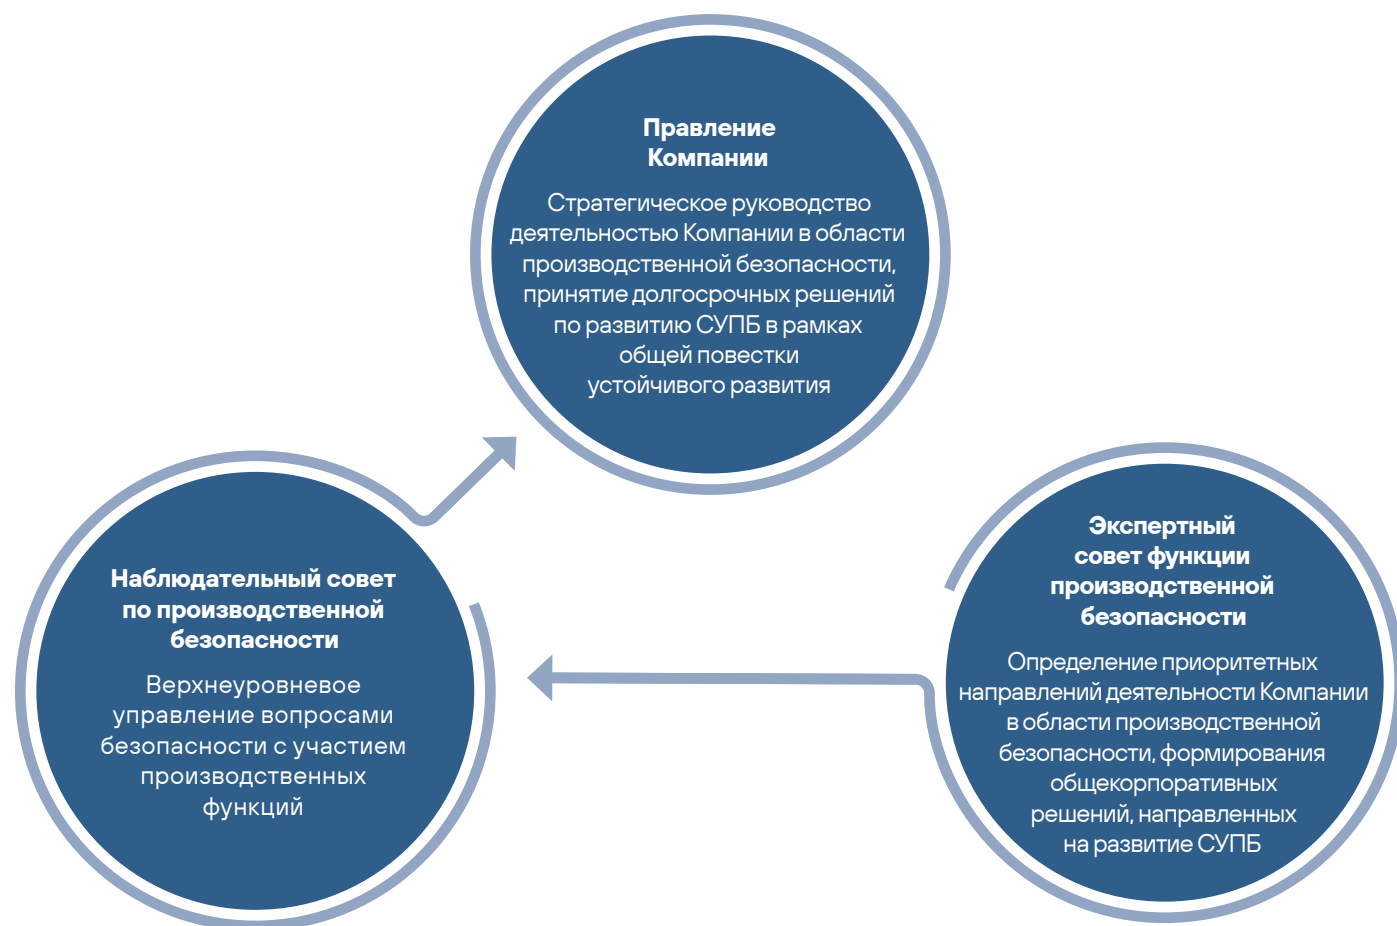 Правление
Компании
Стратегическое руководство
деятельностью Компании в области
производственной безопасности,
принятие долгосрочных решений
по развитию СУПБ в рамках
общей повестки
устойчивого развития
Наблюдательный совет
по производственной
безопасности
Верхнеуровневое
управление вопросами
безопасности с участием
производственных
функций
Экспертный
совет функции
производственной
безопасности
Определение приоритетных
направлений деятельности Компании
в области производственной
безопасности, формирования
общекорпоративных
решений, направленных
на развитие СУПБ